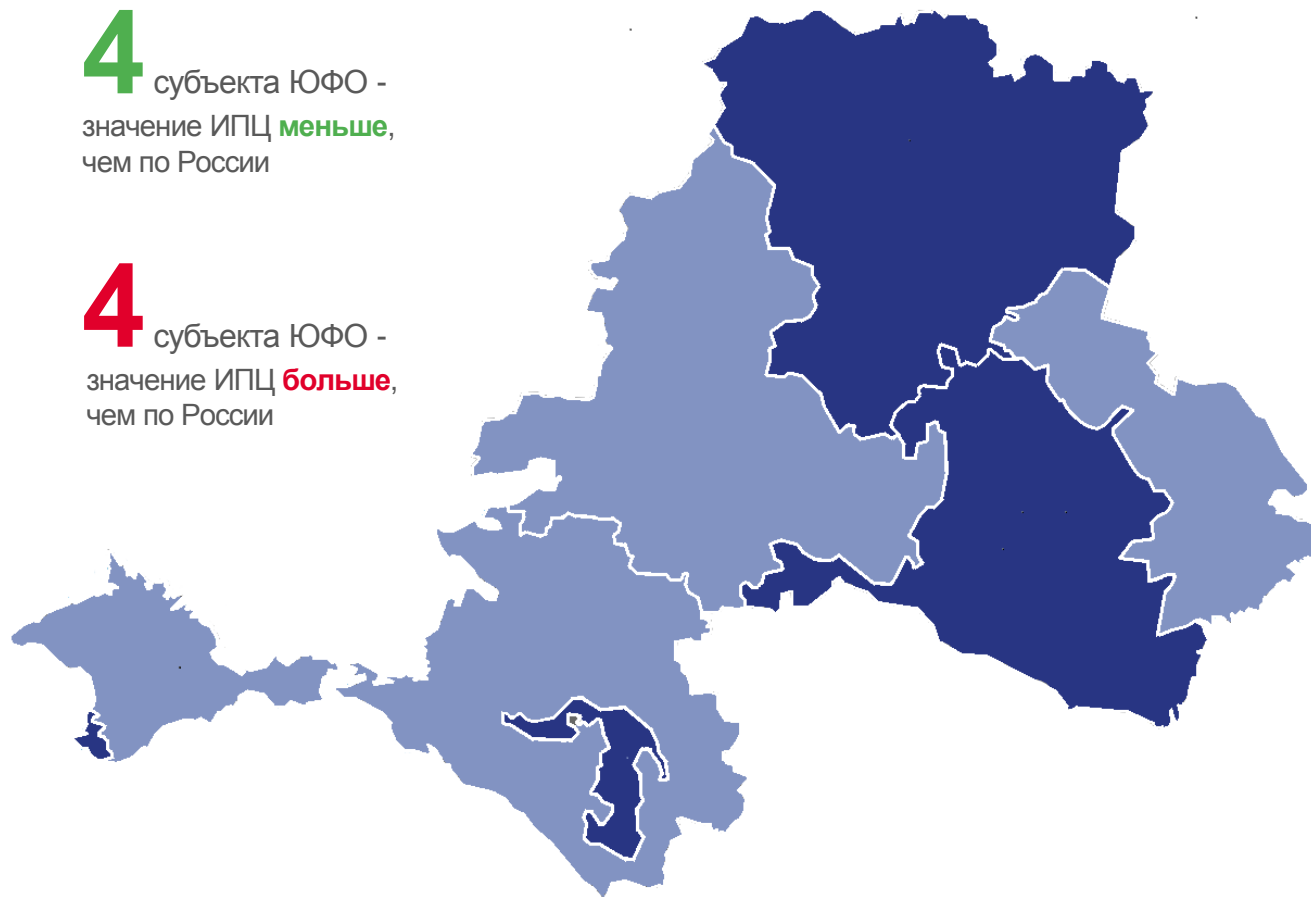 4 субъекта ЮФО -
значение ИПЦ меньше,
чем по России
4 субъекта ЮФО -
значение ИПЦ больше,
чем по России